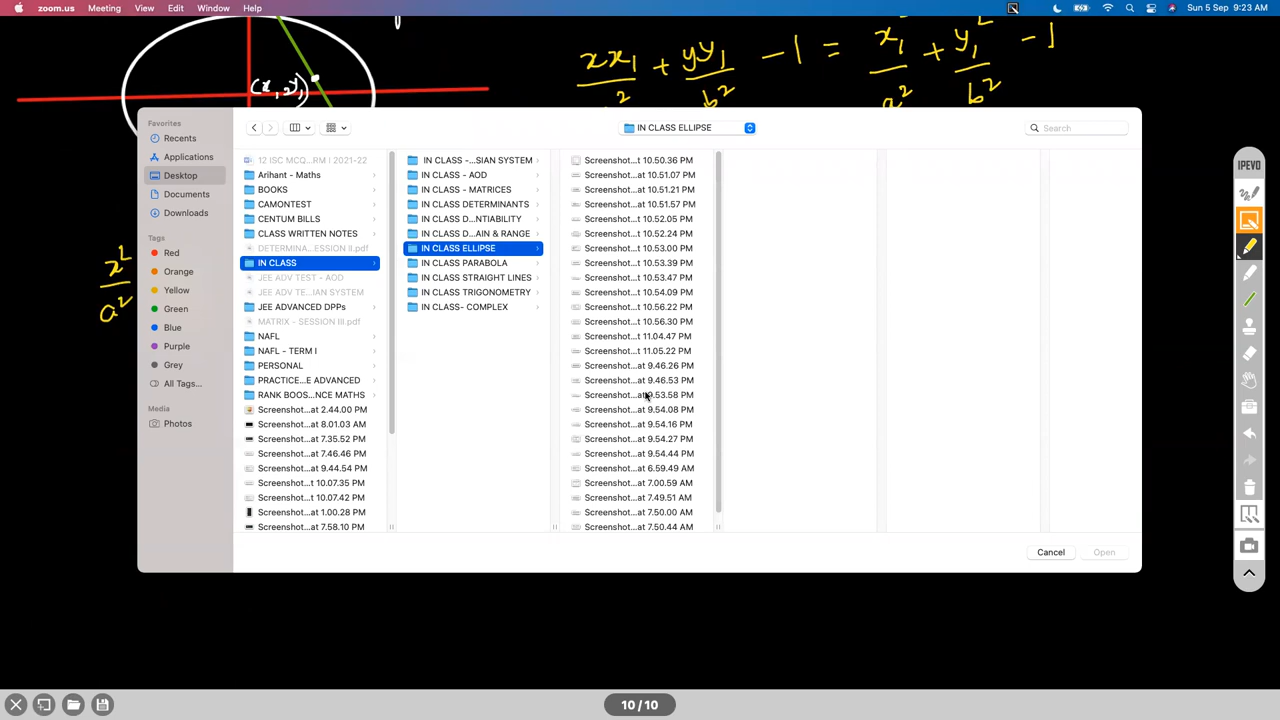 zoom.us Meeting View Edit Window Help Sun 5 Sep 9:23 AM
xx₁/² + yy₁/b² - 1 = x₁/a² + y₁²/b² - 1
(x, y₁)
x²/a²
Favorites
Recents
Applications
Desktop
Documents
Downloads
Tags
Red
Orange
Yellow
Green
Blue
Purple
Grey
All Tags...
Media
Photos
IN CLASS ELLIPSE
Search
12 ISC MCQ...RM I 2021-22
Arihant - Maths
BOOKS
CAMONTEST
CENTUM BILLS
CLASS WRITTEN NOTES
DETERMINA...ESSION II.pdf
IN CLASS
JEE ADV TEST - AOD
JEE ADV TE...IAN SYSTEM
JEE ADVANCED DPPs
MATRIX - SESSION III.pdf
NAFL
NAFL - TERM I
PERSONAL
PRACTICE...E ADVANCED
RANK BOOS...NCE MATHS
Screenshot...at 2.44.00 PM
Screenshot...at 8.01.03 AM
Screenshot...at 7.35.52 PM
Screenshot...at 7.46.46 PM
Screenshot...at 9.44.54 PM
Screenshot...t 10.07.35 PM
Screenshot...t 10.07.42 PM
Screenshot...at 1.00.28 PM
Screenshot...at 7.58.10 PM
IN CLASS -...SIAN SYSTEM
IN CLASS - AOD
IN CLASS - MATRICES
IN CLASS DETERMINANTS
IN CLASS D...NTIABILITY
IN CLASS D...AIN & RANGE
IN CLASS ELLIPSE
IN CLASS PARABOLA
IN CLASS STRAIGHT LINES
IN CLASS TRIGONOMETRY
IN CLASS- COMPLEX
Screenshot...t 10.50.36 PM
Screenshot...at 10.51.07 PM
Screenshot...at 10.51.21 PM
Screenshot...at 10.51.57 PM
Screenshot...t 10.52.05 PM
Screenshot...t 10.52.24 PM
Screenshot...t 10.53.00 PM
Screenshot...t 10.53.39 PM
Screenshot...t 10.53.47 PM
Screenshot...t 10.54.09 PM
Screenshot...t 10.56.22 PM
Screenshot...t 10.56.30 PM
Screenshot...t 11.04.47 PM
Screenshot...t 11.05.22 PM
Screenshot...at 9.46.26 PM
Screenshot...at 9.46.53 PM
Screenshot...at 9.53.58 PM
Screenshot...at 9.54.08 PM
Screenshot...at 9.54.16 PM
Screenshot...at 9.54.27 PM
Screenshot...at 9.54.44 PM
Screenshot...at 6.59.49 AM
Screenshot...at 7.00.59 AM
Screenshot...at 7.49.51 AM
Screenshot...at 7.50.00 AM
Screenshot...at 7.50.44 AM
Cancel
Open
IPEVO
10 / 10